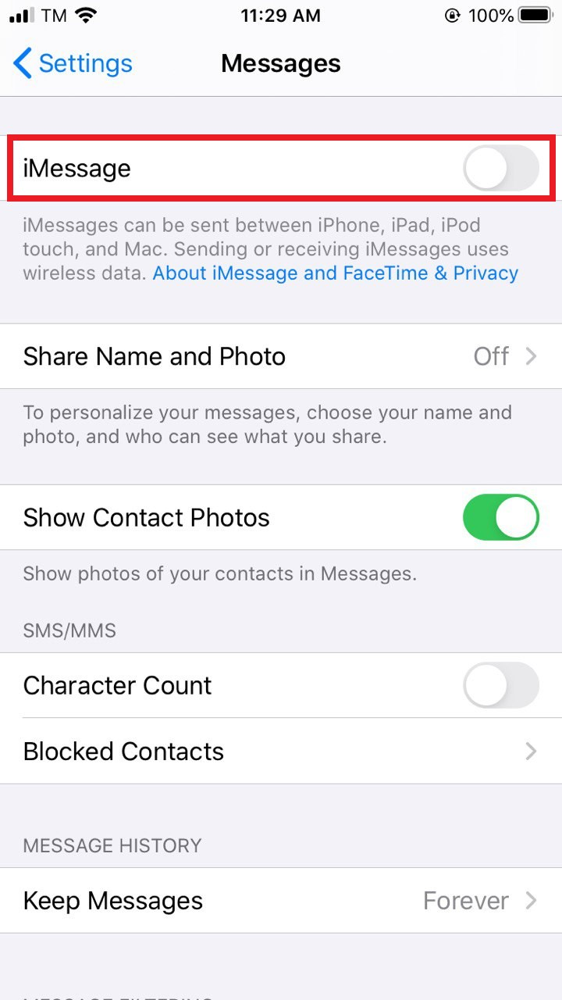 TM 11:29 AM 100%
Settings Messages
iMessage
iMessages can be sent between iPhone, iPad, iPod
touch, and Mac. Sending or receiving iMessages uses
wireless data. About iMessage and FaceTime & Privacy
Share Name and Photo Off
To personalize your messages, choose your name and
photo, and who can see what you share.
Show Contact Photos
Show photos of your contacts in Messages.
SMS/MMS
Character Count
Blocked Contacts
MESSAGE HISTORY
Keep Messages Forever
MESSAGE FILTERING